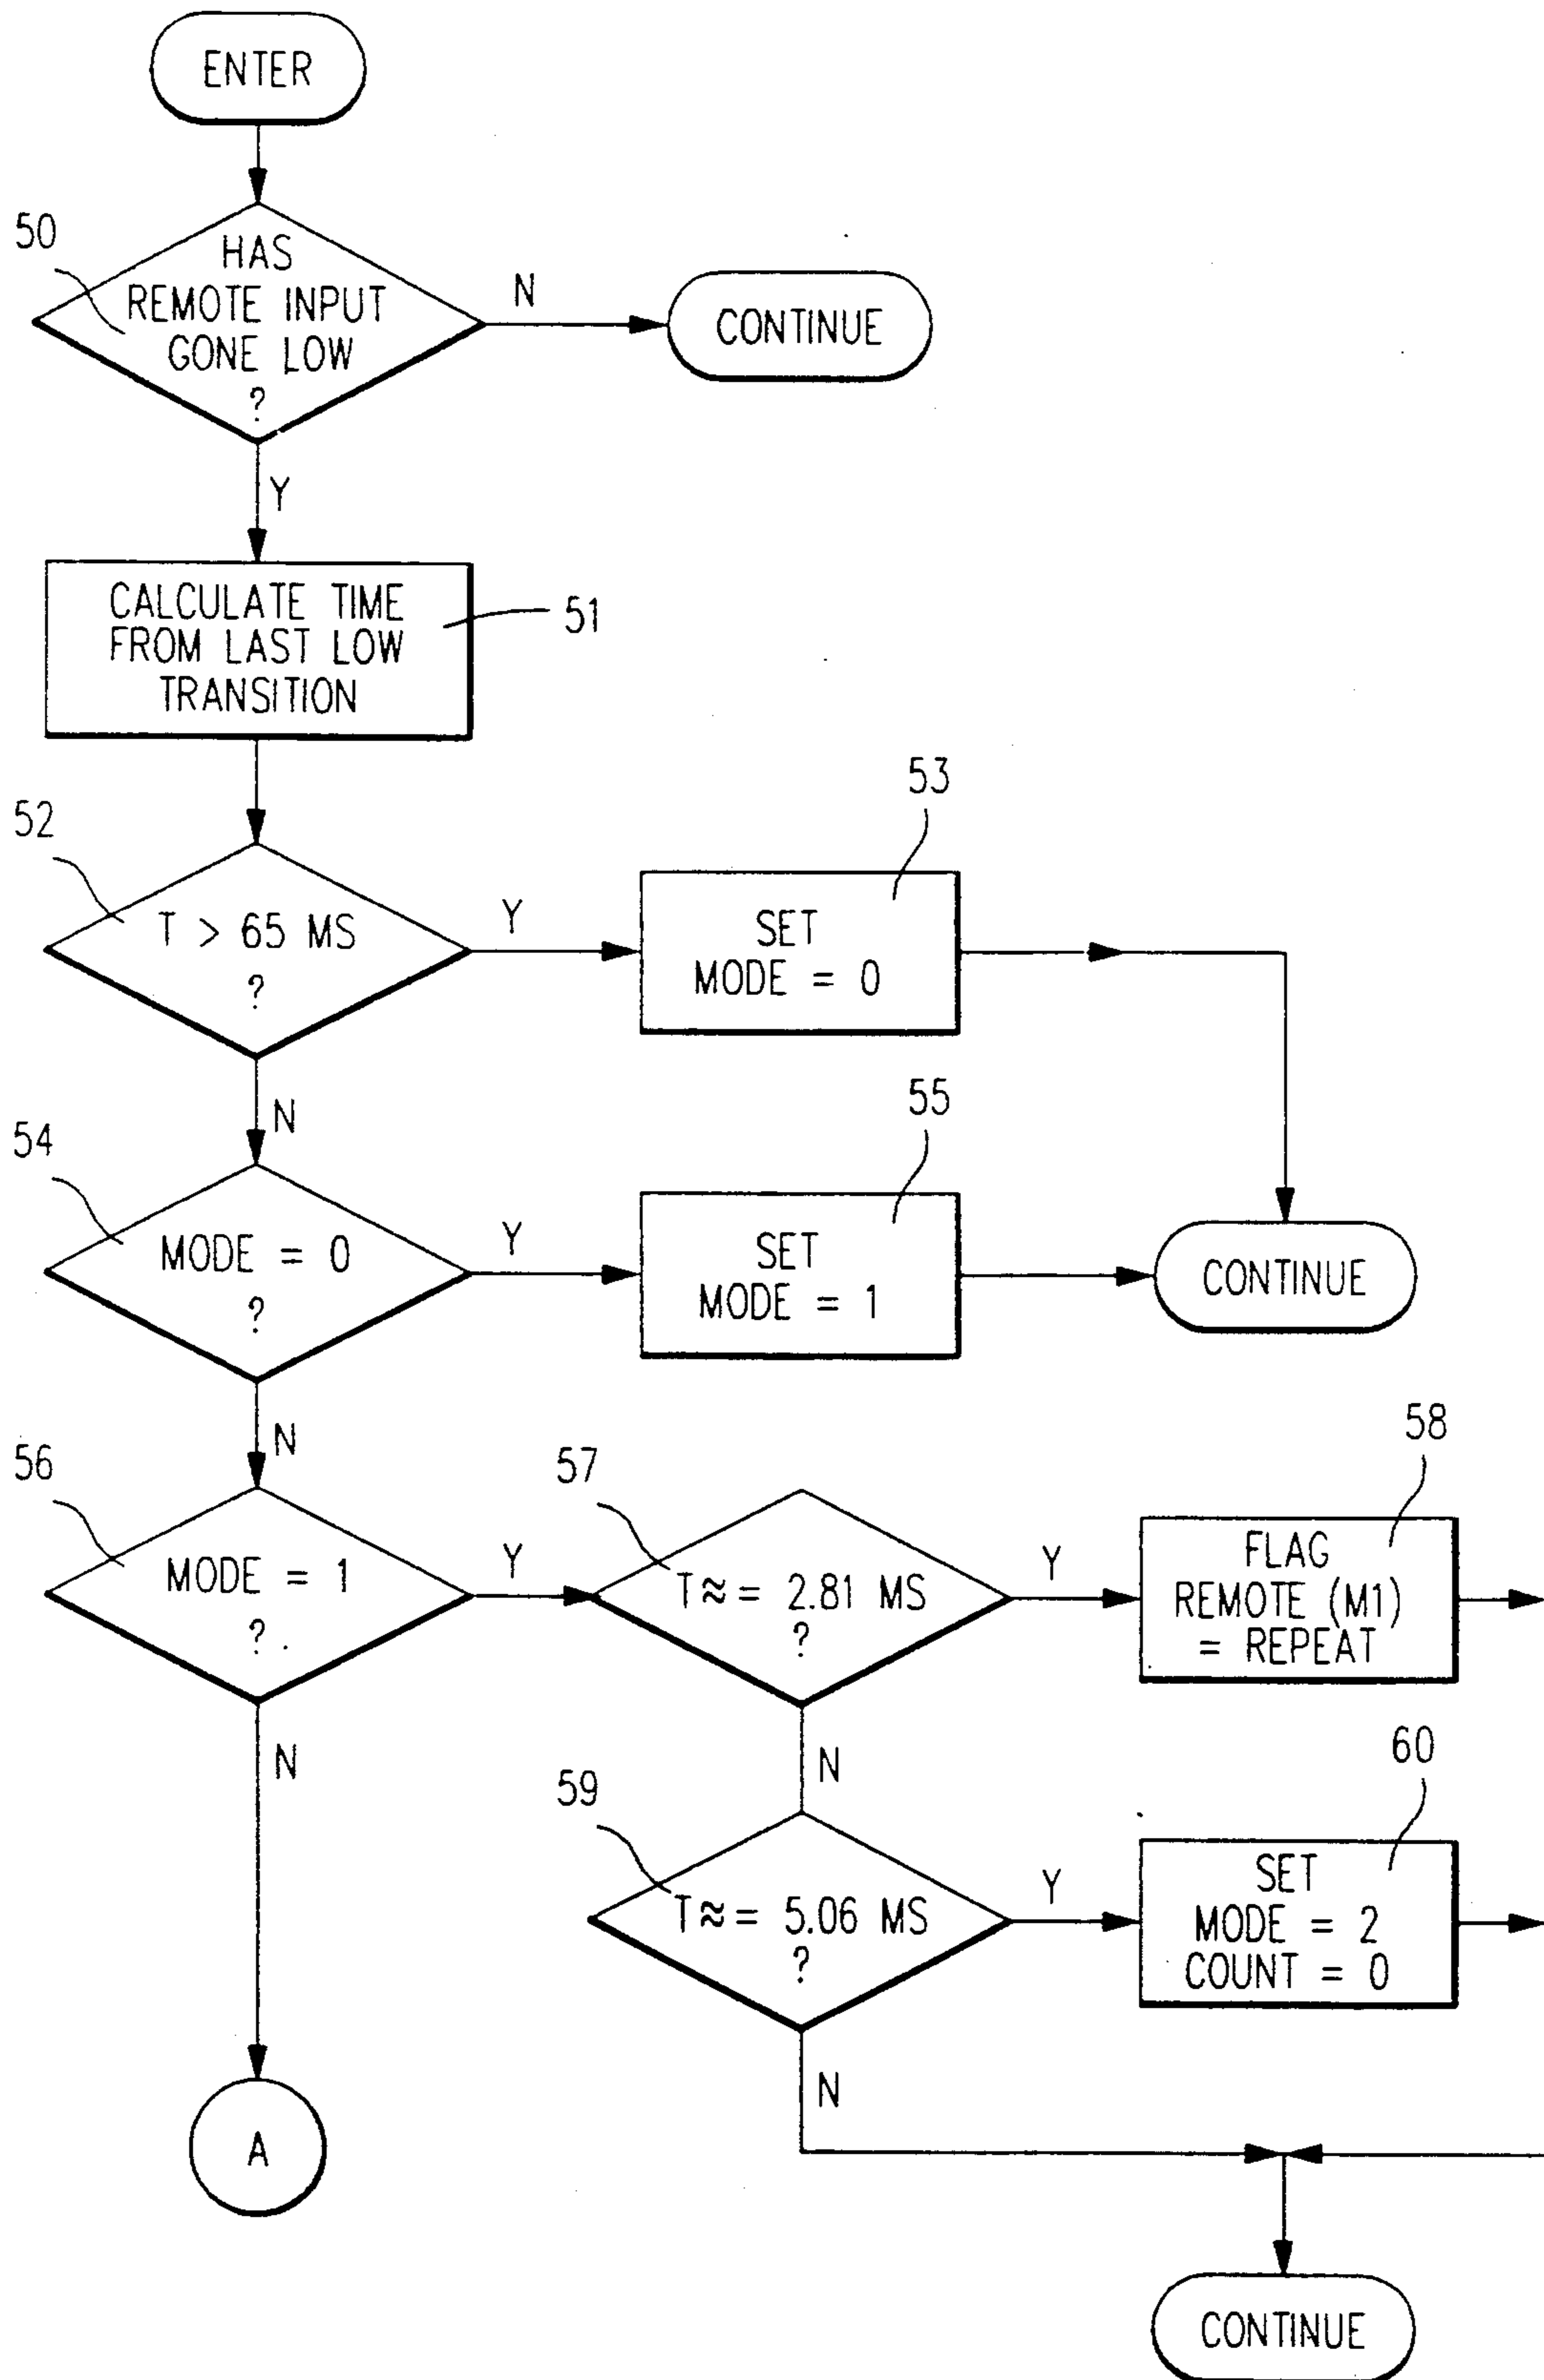 ENTER
50
HAS
REMOTE INPUT
GONE LOW
?
N
CONTINUE
Y
CALCULATE TIME
FROM LAST LOW
TRANSITION
51
52
T > 65 MS
?
Y
53
SET
MODE = 0
N
54
MODE = 0
?
Y
55
SET
MODE = 1
CONTINUE
N
56
MODE = 1
?
Y
57
T≈= 2.81 MS
?
Y
58
FLAG
REMOTE (M1)
= REPEAT
N
N
59
T≈= 5.06 MS
?
Y
60
SET
MODE = 2
COUNT = 0
N
A
CONTINUE